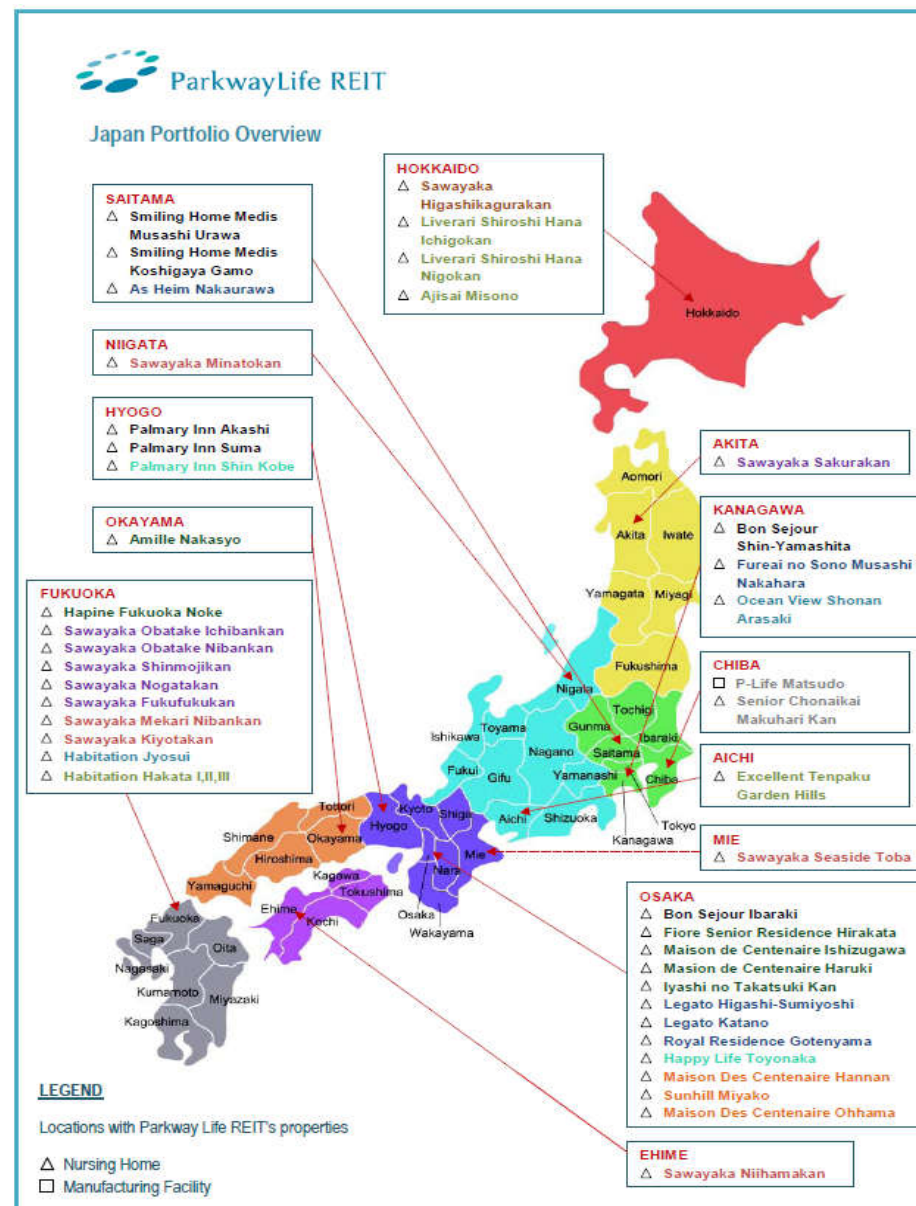 ParkwayLife REIT
Japan Portfolio Overview
SAITAMA
△ Smiling Home Medis
Musashi Urawa
△ Smiling Home Medis
Koshigaya Gamo
△ As Heim Nakaurawa
HOKKAIDO
△ Sawayaka
Higashikagurakan
△ Liverari Shiroshi Hana
Ichigokan
△ Liverari Shiroshi Hana
Nigokan
△ Ajisai Misono
NIIGATA
△ Sawayaka Minatokan
HYOGO
△ Palmary Inn Akashi
△ Palmary Inn Suma
△ Palmary Inn Shin Kobe
OKAYAMA
△ Amille Nakasyo
FUKUOKA
△ Hapine Fukuoka Noke
△ Sawayaka Obatake Ichibankan
△ Sawayaka Obatake Nibankan
△ Sawayaka Shinmojikan
△ Sawayaka Nogatakan
△ Sawayaka Fukufukukan
△ Sawayaka Mekari Nibankan
△ Sawayaka Kiyotakan
△ Habitation Jyosui
△ Habitation Hakata I,II,III
AKITA
△ Sawayaka Sakurakan
KANAGAWA
△ Bon Sejour
Shin-Yamashita
△ Fureai no Sono Musashi
Nakahara
△ Ocean View Shonan
Arasaki
CHIBA
□ P-Life Matsudo
△ Senior Chonaikai
Makuhari Kan
AICHI
△ Excellent Tenpaku
Garden Hills
MIE
△ Sawayaka Seaside Toba
OSAKA
△ Bon Sejour Ibaraki
△ Fiore Senior Residence Hirakata
△ Maison de Centenaire Ishizugawa
△ Masion de Centenaire Haruki
△ Iyashi no Takatsuki Kan
△ Legato Higashi-Sumiyoshi
△ Legato Katano
△ Royal Residence Gotenyama
△ Happy Life Toyonaka
△ Maison Des Centenaire Hannan
△ Sunhill Miyako
△ Maison Des Centenaire Ohhama
EHIME
△ Sawayaka Niihamakan
Hokkaido
Aomori
Akita
Iwate
Yamagata
Miyagi
Fukushima
Nigata
Tochigi
Gunma
Ibaraki
Ishikawa
Toyama
Nagano
Saitama
Fukui
Gifu
Yamanashi
Chiba
Aichi
Shizuoka
Tokyo
Kanagawa
Tottori
Kyoto
Shiga
Hyogo
Shimane
Okayama
Hiroshima
Mie
Nara
Yamaguchi
Kagawa
Tokushima
Ehime
Kochi
Osaka
Wakayama
Fukuoka
Saga
Oita
Nagasaki
Kumamoto
Miyazaki
Kagoshima
LEGEND
Locations with Parkway Life REIT's properties
△ Nursing Home
□ Manufacturing Facility